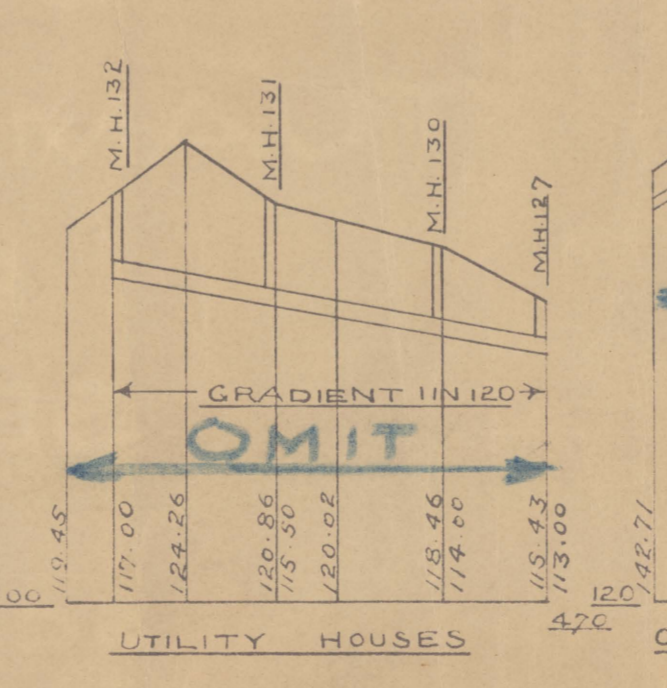 M.H. 132
M.H. 131
M.H. 130
M.H. 127
GRADIENT 1 IN 120
OMIT
119.45
117.00
124.26
120.86
115.50
120.02
118.46
114.00
115.43
113.00
142.71
00
120
470
UTILITY HOUSES